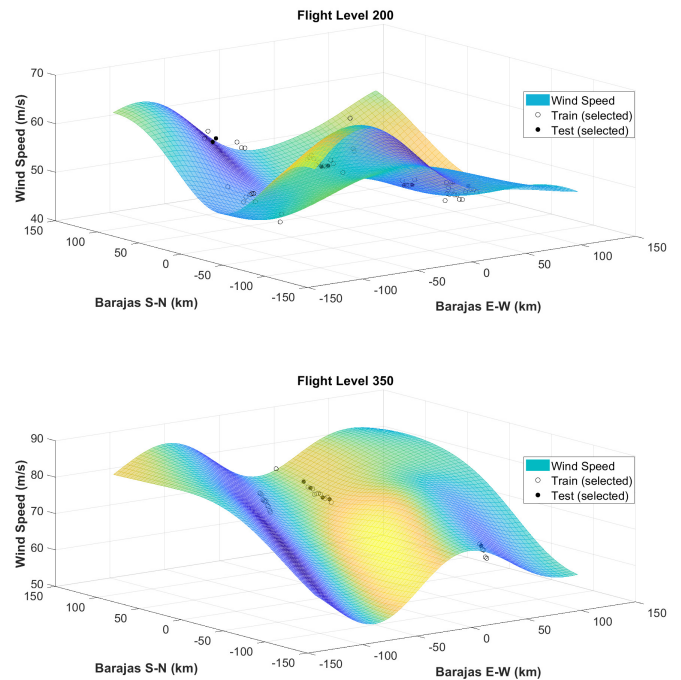 Flight Level 200
70
60
50
40
Wind Speed (m/s)
150
100
50
0
-50
-100
-150
Barajas S-N (km)
-150
-100
-50
0
50
100
150
Barajas E-W (km)
Wind Speed
Train (selected)
Test (selected)
Flight Level 350
90
80
70
60
50
Wind Speed (m/s)
150
100
50
0
-50
-100
-150
Barajas S-N (km)
-150
-100
-50
0
50
100
150
Barajas E-W (km)
Wind Speed
Train (selected)
Test (selected)